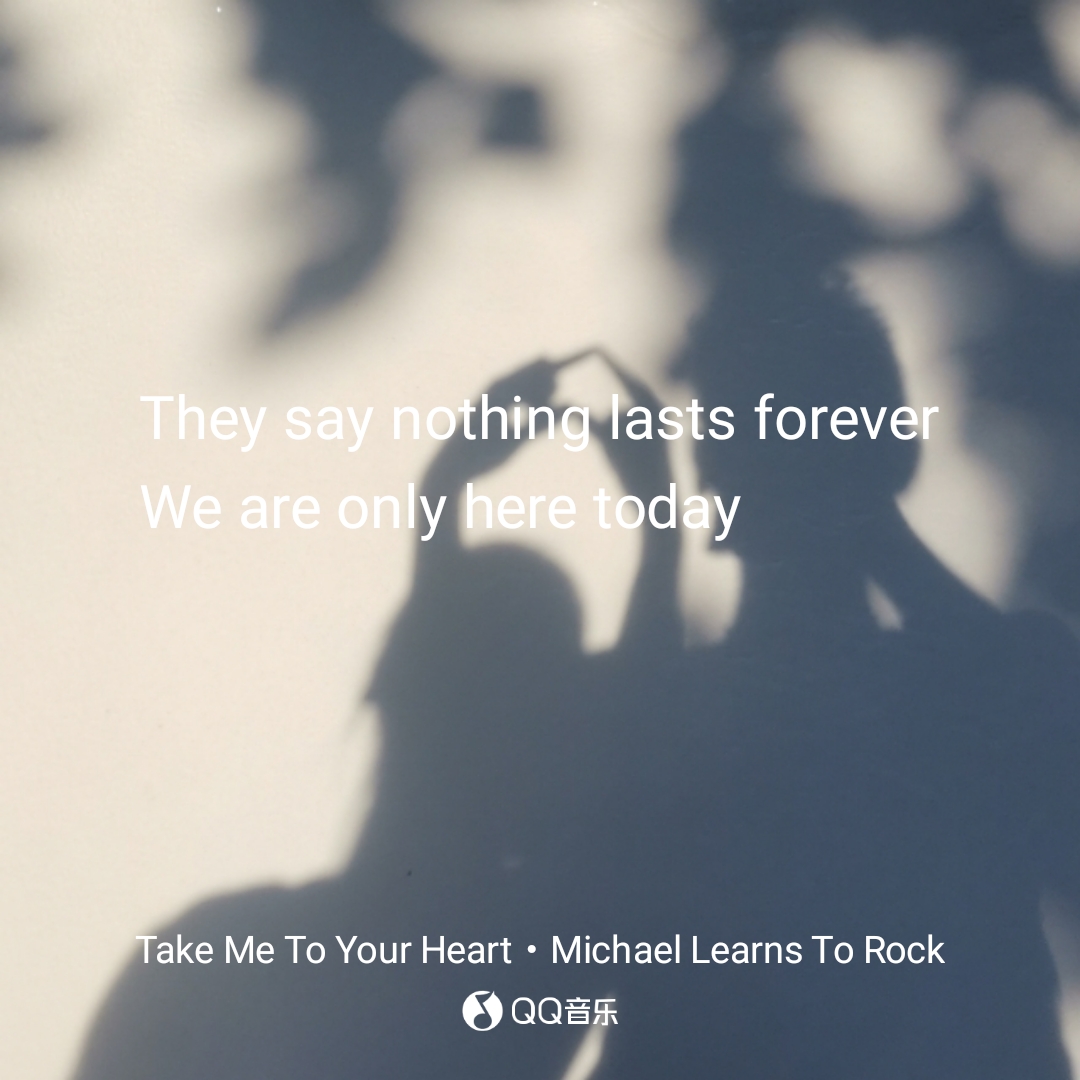 They say nothing lasts forever
We are only here today
Take Me To Your Heart • Michael Learns To Rock
QQ音乐